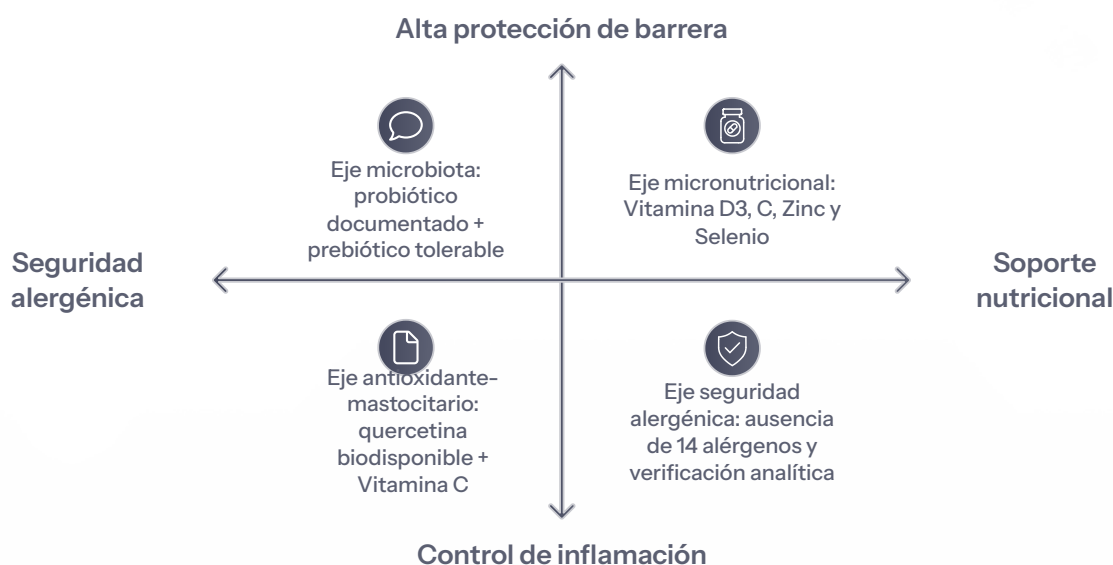 Alta protección de barrera
Eje microbiota:
probiótico
documentado +
prebiótico tolerable
Eje micronutricional:
Vitamina D3, C, Zinc y
Selenio
Seguridad
alergénica
Soporte
nutricional
Eje antioxidante-
mastocitario:
quercetina
biodisponible +
Vitamina C
Eje seguridad
alergénica: ausencia
de 14 alérgenos y
verificación analítica
Control de inflamación